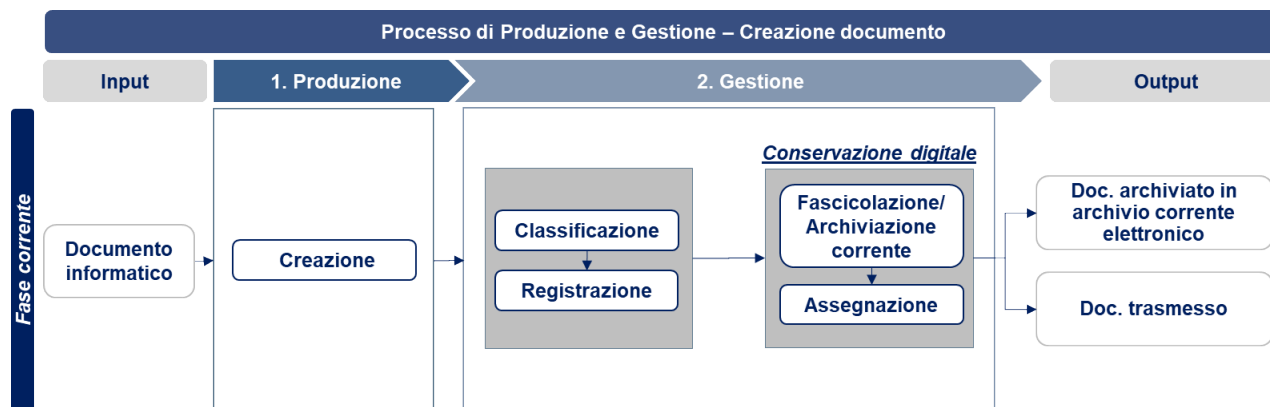 Processo di Produzione e Gestione – Creazione documento
Input
1. Produzione
2. Gestione
Output
Fase corrente
Documento
informatico
Creazione
Classificazione
Registrazione
Conservazione digitale
Fascicolazione/
Archiviazione
corrente
Assegnazione
Doc. archiviato in
archivio corrente
elettronico
Doc. trasmesso